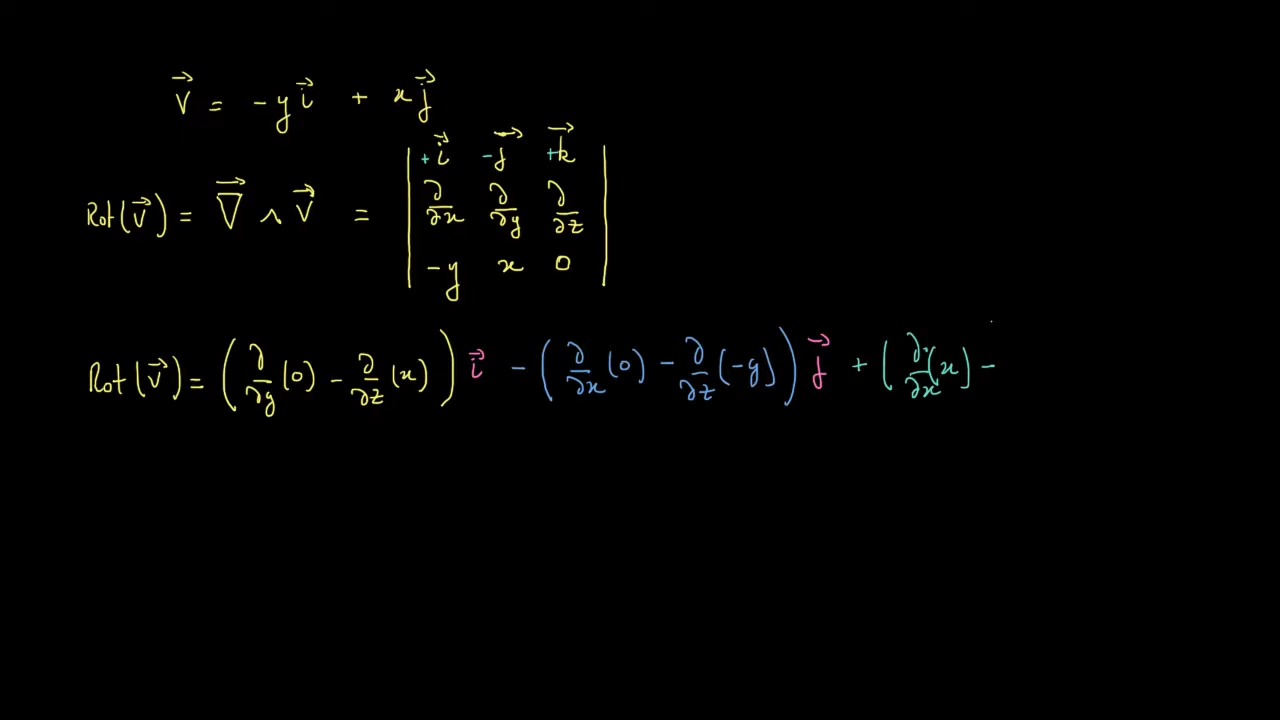 V⃗ = -y i⃗ + x j⃗
Rot(V⃗) = ∇⃗ ∧ V⃗ = | +i⃗ -j⃗ +k⃗ |
| ∂/∂x ∂/∂y ∂/∂z |
| -y x 0 |
Rot(V⃗) = (∂/∂y (0) - ∂/∂z (x)) i⃗ - (∂/∂x (0) - ∂/∂z (-y)) j⃗ + (∂/∂x (x) -